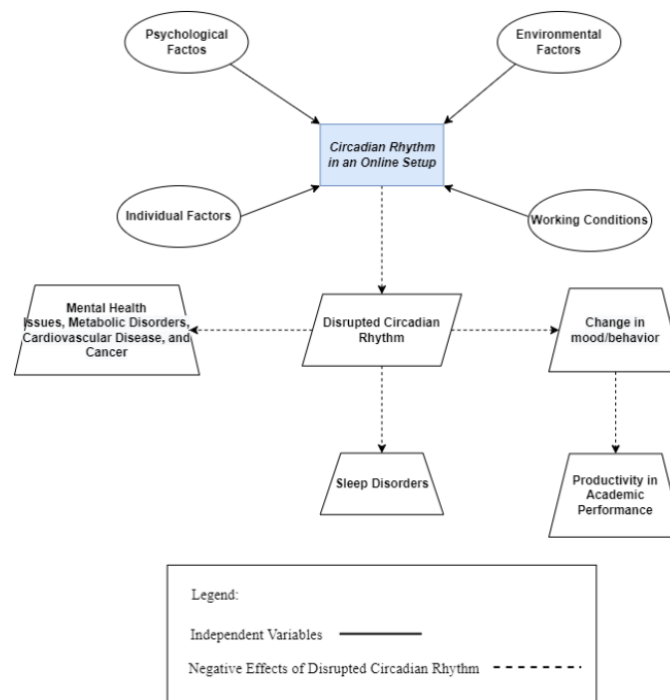 Psychological
Factos
Environmental
Factors
Circadian Rhythm
in an Online Setup
Individual Factors
Working Conditions
Mental Health
Issues, Metabolic Disorders,
Cardiovascular Disease, and
Cancer
Disrupted Circadian
Rhythm
Change in
mood/behavior
Sleep Disorders
Productivity in
Academic
Performance
Legend:
Independent Variables
Negative Effects of Disrupted Circadian Rhythm